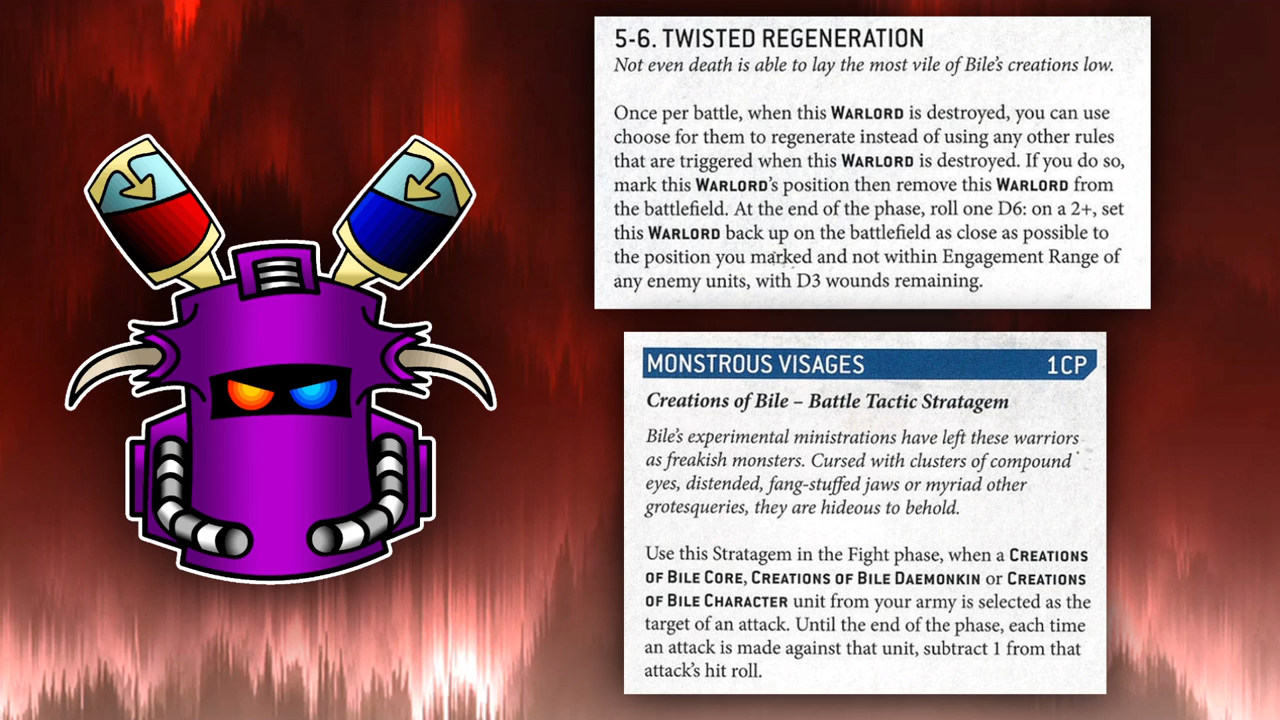 5-6. TWISTED REGENERATION
Not even death is able to lay the most vile of Bile's creations low.
Once per battle, when this WARLORD is destroyed, you can use
choose for them to regenerate instead of using any other rules
that are triggered when this WARLORD is destroyed. If you do so,
mark this WARLORD's position then remove this WARLORD from
the battlefield. At the end of the phase, roll one D6: on a 2+, set
this WARLORD back up on the battlefield as close as possible to
the position you marked and not within Engagement Range of
any enemy units, with D3 wounds remaining.
MONSTROUS VISAGES 1CP
Creations of Bile – Battle Tactic Stratagem
Bile's experimental ministrations have left these warriors
as freakish monsters. Cursed with clusters of compound
eyes, distended, fang-stuffed jaws or myriad other
grotesqueries, they are hideous to behold.
Use this Stratagem in the Fight phase, when a CREATIONS
OF BILE CORE, CREATIONS OF BILE DAEMONKIN or CREATIONS
OF BILE CHARACTER unit from your army is selected as the
target of an attack. Until the end of the phase, each time
an attack is made against that unit, subtract 1 from that
attack's hit roll.